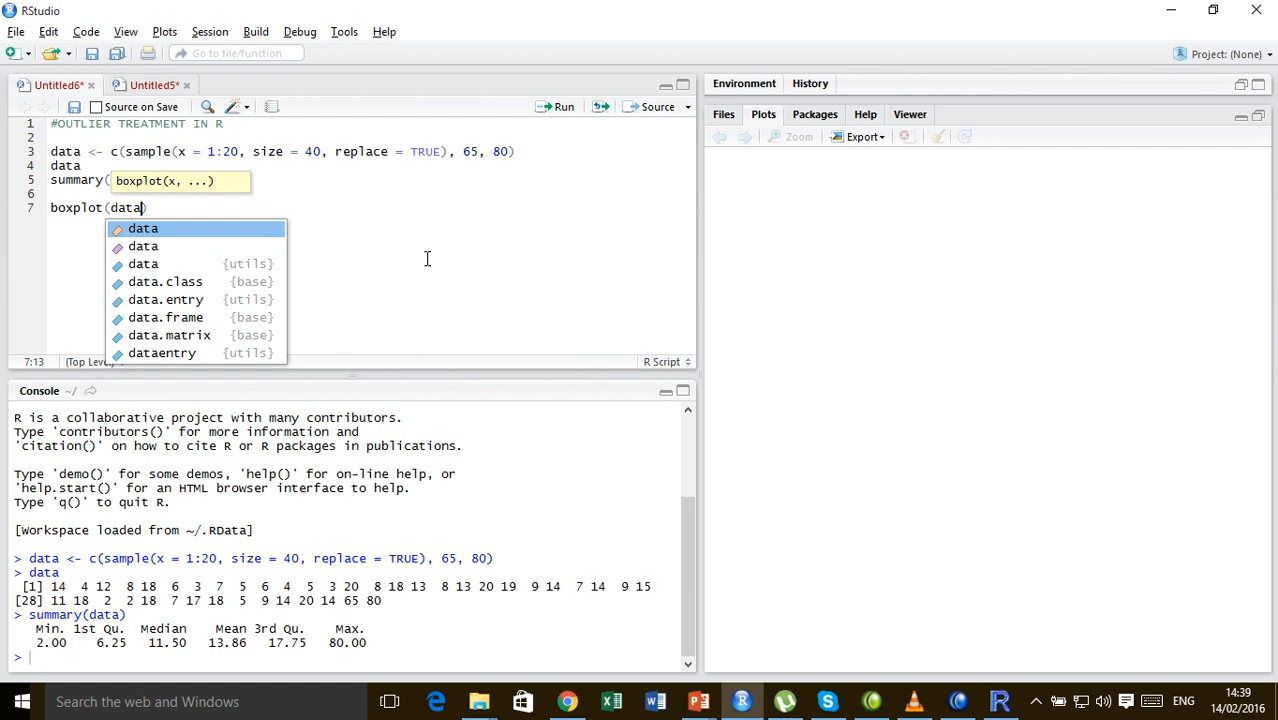 RStudio
File Edit Code View Plots Session Build Debug Tools Help
Go to file/function
Project: (None)
Untitled6* Untitled5*
Source on Save
Run
Source
1 #OUTLIER TREATMENT IN R
2
3 data <- c(sample(x = 1:20, size = 40, replace = TRUE), 65, 80)
4 data
5 summary(
boxplot(x, ...)
6
7 boxplot(data)
data
data
data {utils}
data.class {base}
data.entry {utils}
data.frame {base}
data.matrix {base}
dataentry {utils}
7:13
R Script
Console ~/
R is a collaborative project with many contributors.
Type 'contributors()' for more information and
'citation()' on how to cite R or R packages in publications.
Type 'demo()' for some demos, 'help()' for on-line help, or
'help.start()' for an HTML browser interface to help.
Type 'q()' to quit R.
[Workspace loaded from ~/.RData]
> data <- c(sample(x = 1:20, size = 40, replace = TRUE), 65, 80)
> data
[1] 14 4 12 8 18 6 3 7 5 6 4 5 3 20 8 18 13 8 13 20 19 9 14 7 14 9 15
[28] 11 18 2 2 18 7 17 18 5 9 14 20 14 65 80
> summary(data)
Min. 1st Qu. Median Mean 3rd Qu. Max.
2.00 6.25 11.50 13.86 17.75 80.00
>
Environment History
Files Plots Packages Help Viewer
Zoom Export
Search the web and Windows
ENG
14:39
14/02/2016